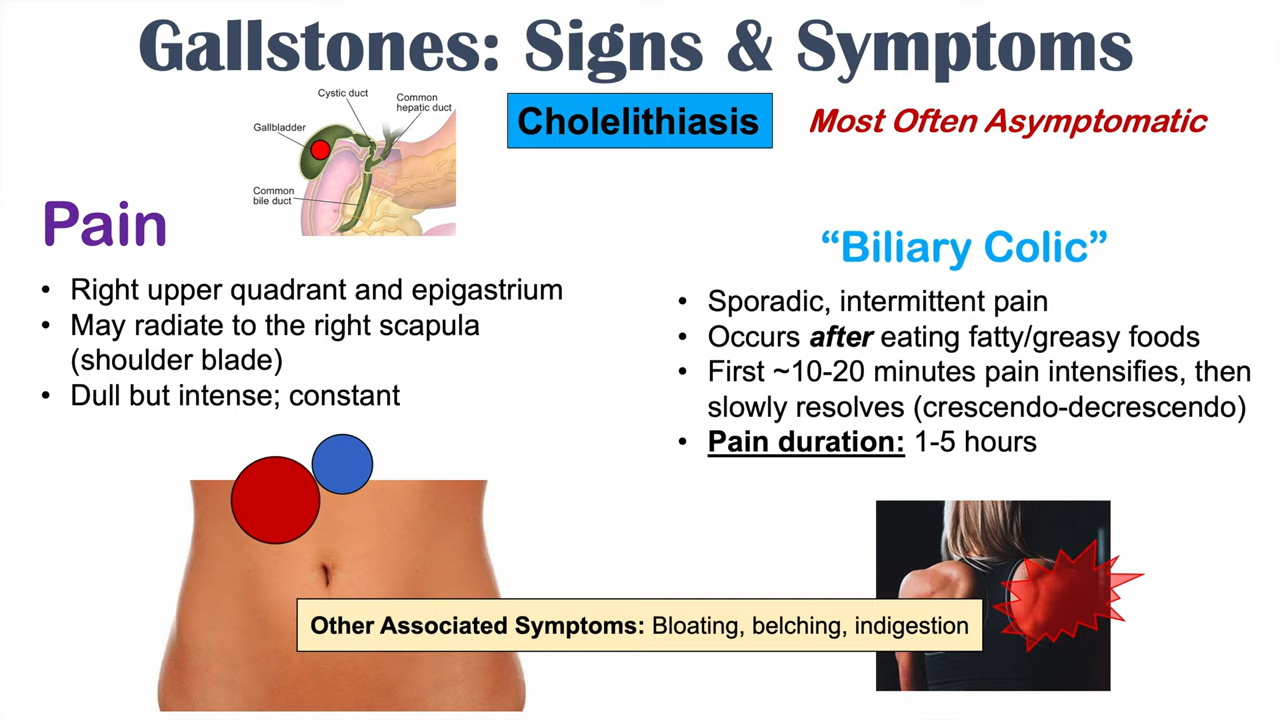 Gallstones: Signs & Symptoms
Cystic duct
Common
hepatic duct
Gallbladder
Common
bile duct
Cholelithiasis
Most Often Asymptomatic
Pain
• Right upper quadrant and epigastrium
• May radiate to the right scapula
(shoulder blade)
• Dull but intense; constant
“Biliary Colic”
• Sporadic, intermittent pain
• Occurs after eating fatty/greasy foods
• First ~10-20 minutes pain intensifies, then
slowly resolves (crescendo-decrescendo)
• Pain duration: 1-5 hours
Other Associated Symptoms: Bloating, belching, indigestion